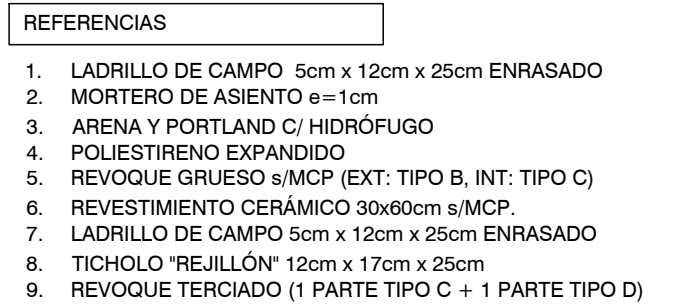 REFERENCIAS
1. LADRILLO DE CAMPO 5cm x 12cm x 25cm ENRASADO
2. MORTERO DE ASIENTO e=1cm
3. ARENA Y PORTLAND C/ HIDRÓFUGO
4. POLIESTIRENO EXPANDIDO
5. REVOQUE GRUESO s/MCP (EXT: TIPO B, INT: TIPO C)
6. REVESTIMIENTO CERÁMICO 30x60cm s/MCP.
7. LADRILLO DE CAMPO 5cm x 12cm x 25cm ENRASADO
8. TICHOLO "REJILLÓN" 12cm x 17cm x 25cm
9. REVOQUE TERCIADO (1 PARTE TIPO C + 1 PARTE TIPO D)